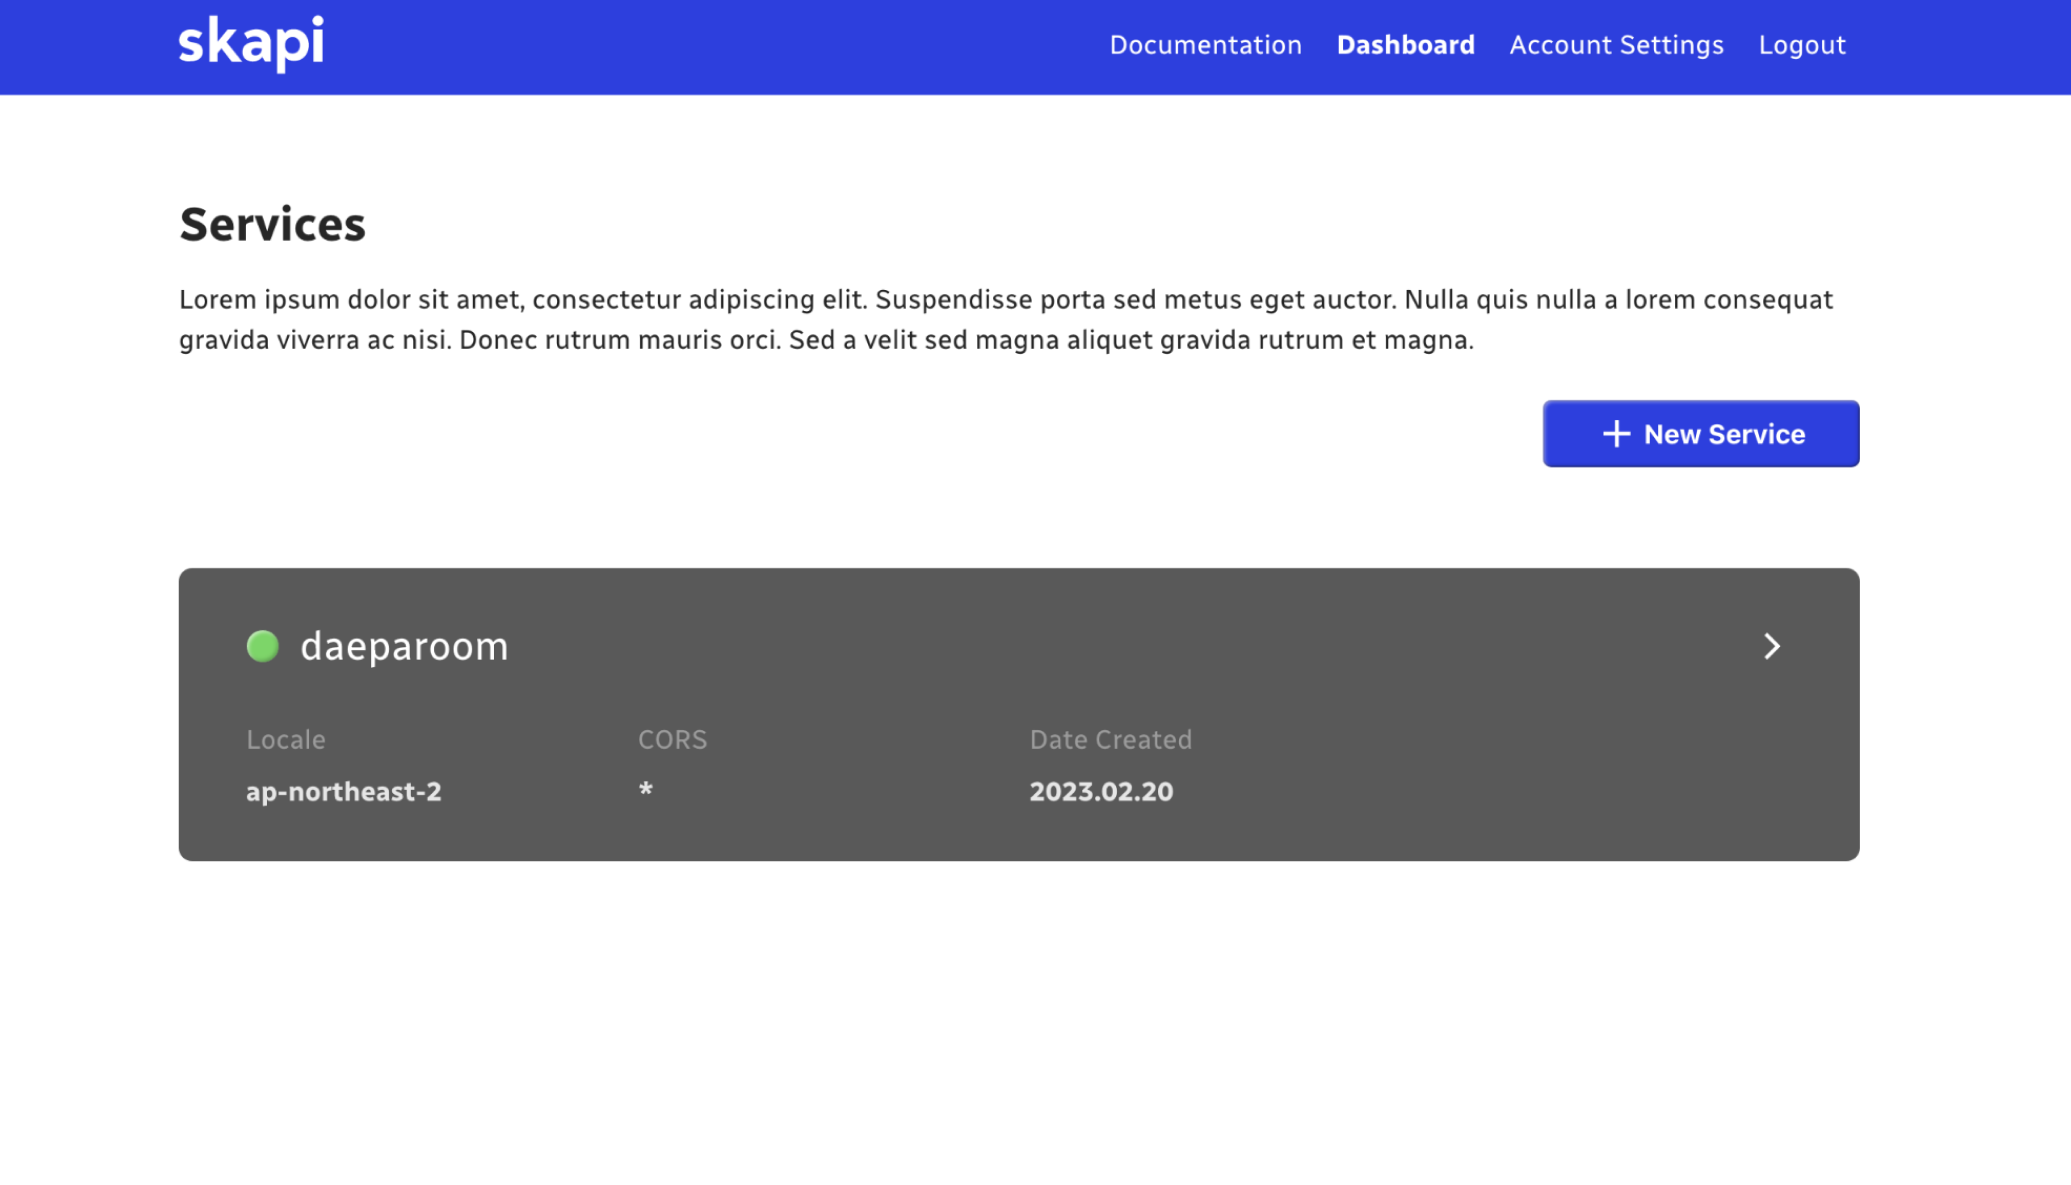 skapi
Documentation Dashboard Account Settings Logout
Services
Lorem ipsum dolor sit amet, consectetur adipiscing elit. Suspendisse porta sed metus eget auctor. Nulla quis nulla a lorem consequat
gravida viverra ac nisi. Donec rutrum mauris orci. Sed a velit sed magna aliquet gravida rutrum et magna.
+ New Service
daeparoom
Locale CORS Date Created
ap-northeast-2 * 2023.02.20